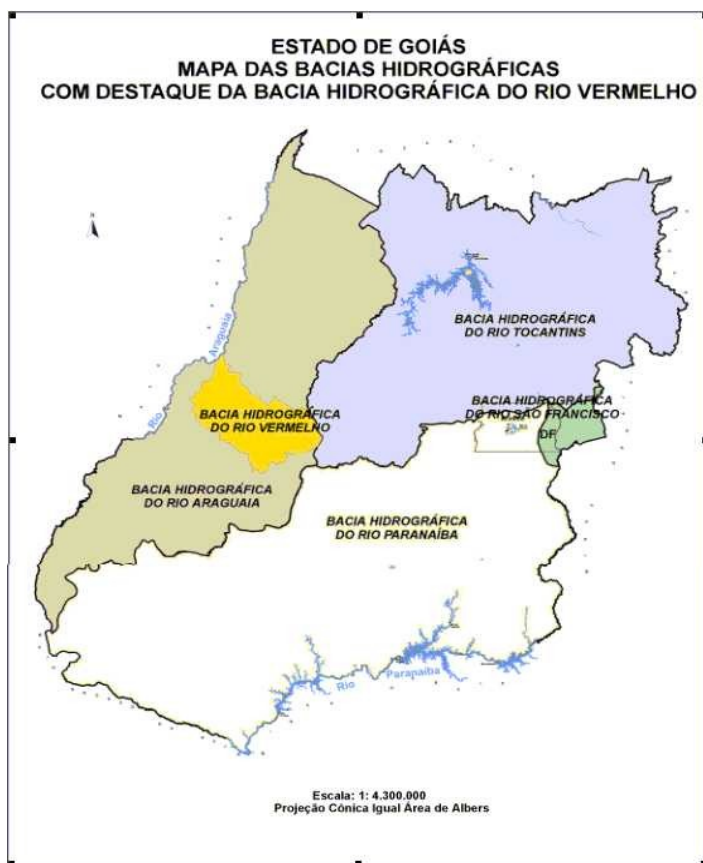 ESTADO DE GOIÁS
MAPA DAS BACIAS HIDROGRÁFICAS
COM DESTAQUE DA BACIA HIDROGRÁFICA DO RIO VERMELHO
N
BACIA HIDROGRÁFICA
DO RIO TOCANTINS
Rio Araguaia
BACIA HIDROGRÁFICA
DO RIO SÃO FRANCISCO
BACIA HIDROGRÁFICA
DO RIO VERMELHO
DF
BACIA HIDROGRÁFICA
DO RIO ARAGUAIA
BACIA HIDROGRÁFICA
DO RIO PARANAÍBA
Rio Paranaíba
Escala: 1: 4.300.000
Projeção Cónica Igual Área de Albers